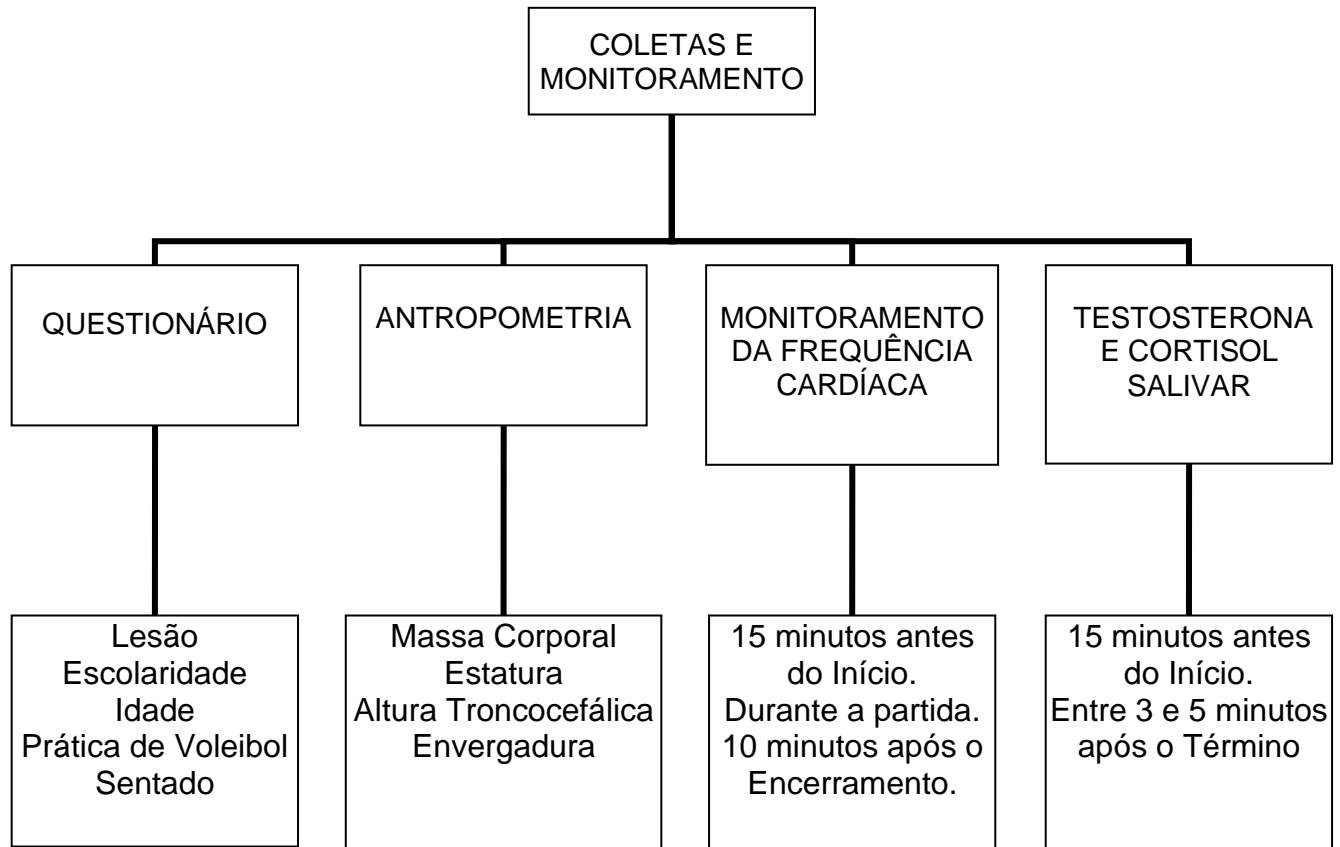 COLETAS E
MONITORAMENTO
QUESTIONÁRIO
ANTROPOMETRIA
MONITORAMENTO
DA FREQUÊNCIA
CARDÍACA
TESTOSTERONA
E CORTISOL
SALIVAR
Lesão
Escolaridade
Idade
Prática de Voleibol
Sentado
Massa Corporal
Estatura
Altura Troncocefálica
Envergadura
15 minutos antes
do Início.
Durante a partida.
10 minutos após o
Encerramento.
15 minutos antes
do Início.
Entre 3 e 5 minutos
após o Término